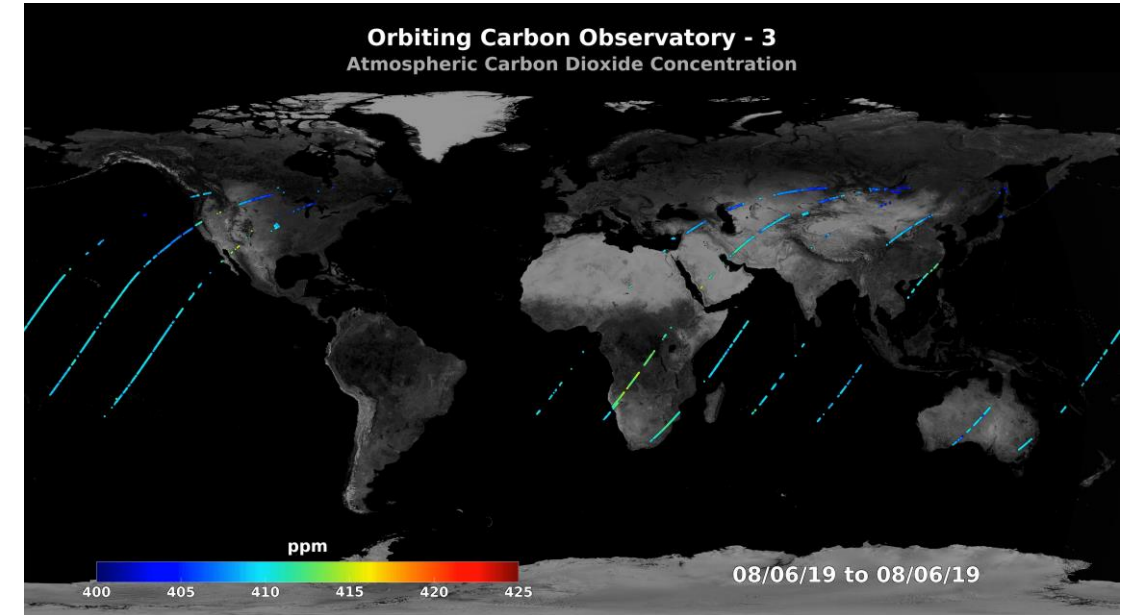 Orbiting Carbon Observatory - 3
Atmospheric Carbon Dioxide Concentration
ppm
400 405 410 415 420 425
08/06/19 to 08/06/19